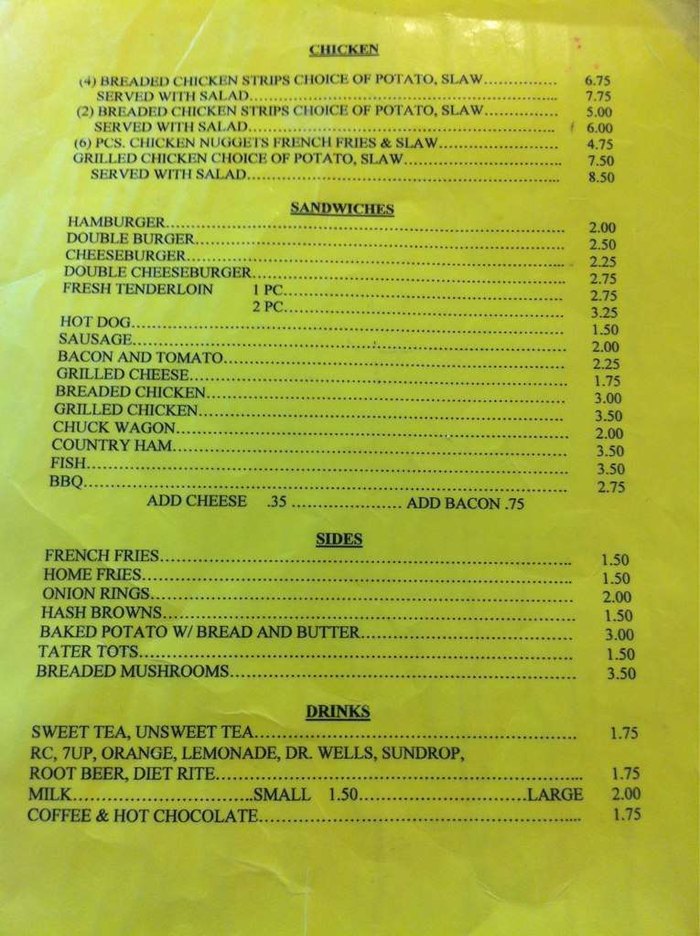 CHICKEN
(4) BREADED CHICKEN STRIPS CHOICE OF POTATO, SLAW............... 6.75
SERVED WITH SALAD............................................................... 7.75
(2) BREADED CHICKEN STRIPS CHOICE OF POTATO, SLAW............... 5.00
SERVED WITH SALAD............................................................... 6.00
(6) PCS. CHICKEN NUGGETS FRENCH FRIES & SLAW........................ 4.75
GRILLED CHICKEN CHOICE OF POTATO, SLAW................................ 7.50
SERVED WITH SALAD............................................................... 8.50
SANDWICHES
HAMBURGER.......................................................................... 2.00
DOUBLE BURGER..................................................................... 2.50
CHEESEBURGER...................................................................... 2.25
DOUBLE CHEESEBURGER........................................................... 2.75
FRESH TENDERLOIN 1 PC......................................................... 2.75
2 PC......................................................... 3.25
HOT DOG............................................................................... 1.50
SAUSAGE............................................................................... 2.00
BACON AND TOMATO................................................................ 2.25
GRILLED CHEESE...................................................................... 1.75
BREADED CHICKEN................................................................... 3.00
GRILLED CHICKEN.................................................................... 3.50
CHUCK WAGON........................................................................ 2.00
COUNTRY HAM........................................................................ 3.50
FISH...................................................................................... 3.50
BBQ....................................................................................... 2.75
ADD CHEESE .35 ...................... ADD BACON .75
SIDES
FRENCH FRIES......................................................................... 1.50
HOME FRIES............................................................................ 1.50
ONION RINGS.......................................................................... 2.00
HASH BROWNS........................................................................ 1.50
BAKED POTATO W/ BREAD AND BUTTER........................................ 3.00
TATER TOTS............................................................................ 1.50
BREADED MUSHROOMS.............................................................. 3.50
DRINKS
SWEET TEA, UNSWEET TEA.......................................................... 1.75
RC, 7UP, ORANGE, LEMONADE, DR. WELLS, SUNDROP,
ROOT BEER, DIET RITE............................................................... 1.75
MILK.................................SMALL 1.50...............................LARGE 2.00
COFFEE & HOT CHOCOLATE......................................................... 1.75